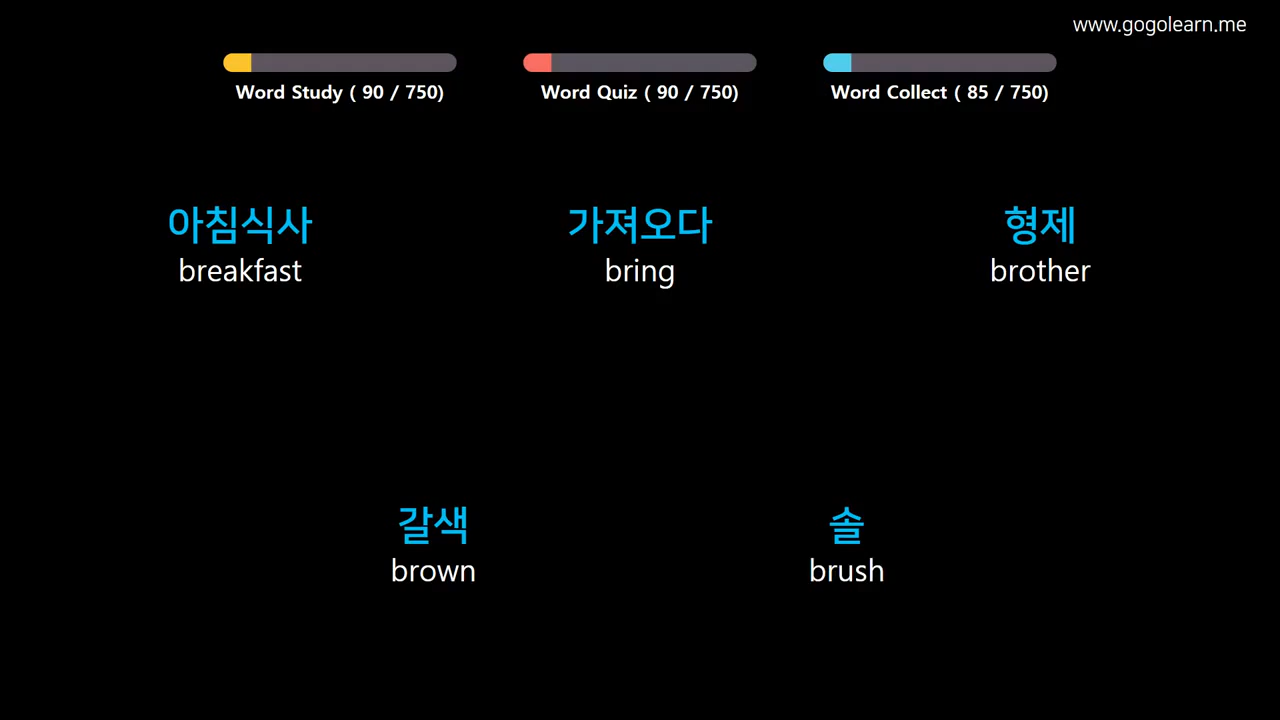 www.gogolearn.me
Word Study ( 90 / 750)
Word Quiz ( 90 / 750)
Word Collect ( 85 / 750)
아침식사
breakfast
가져오다
bring
형제
brother
갈색
brown
솔
brush